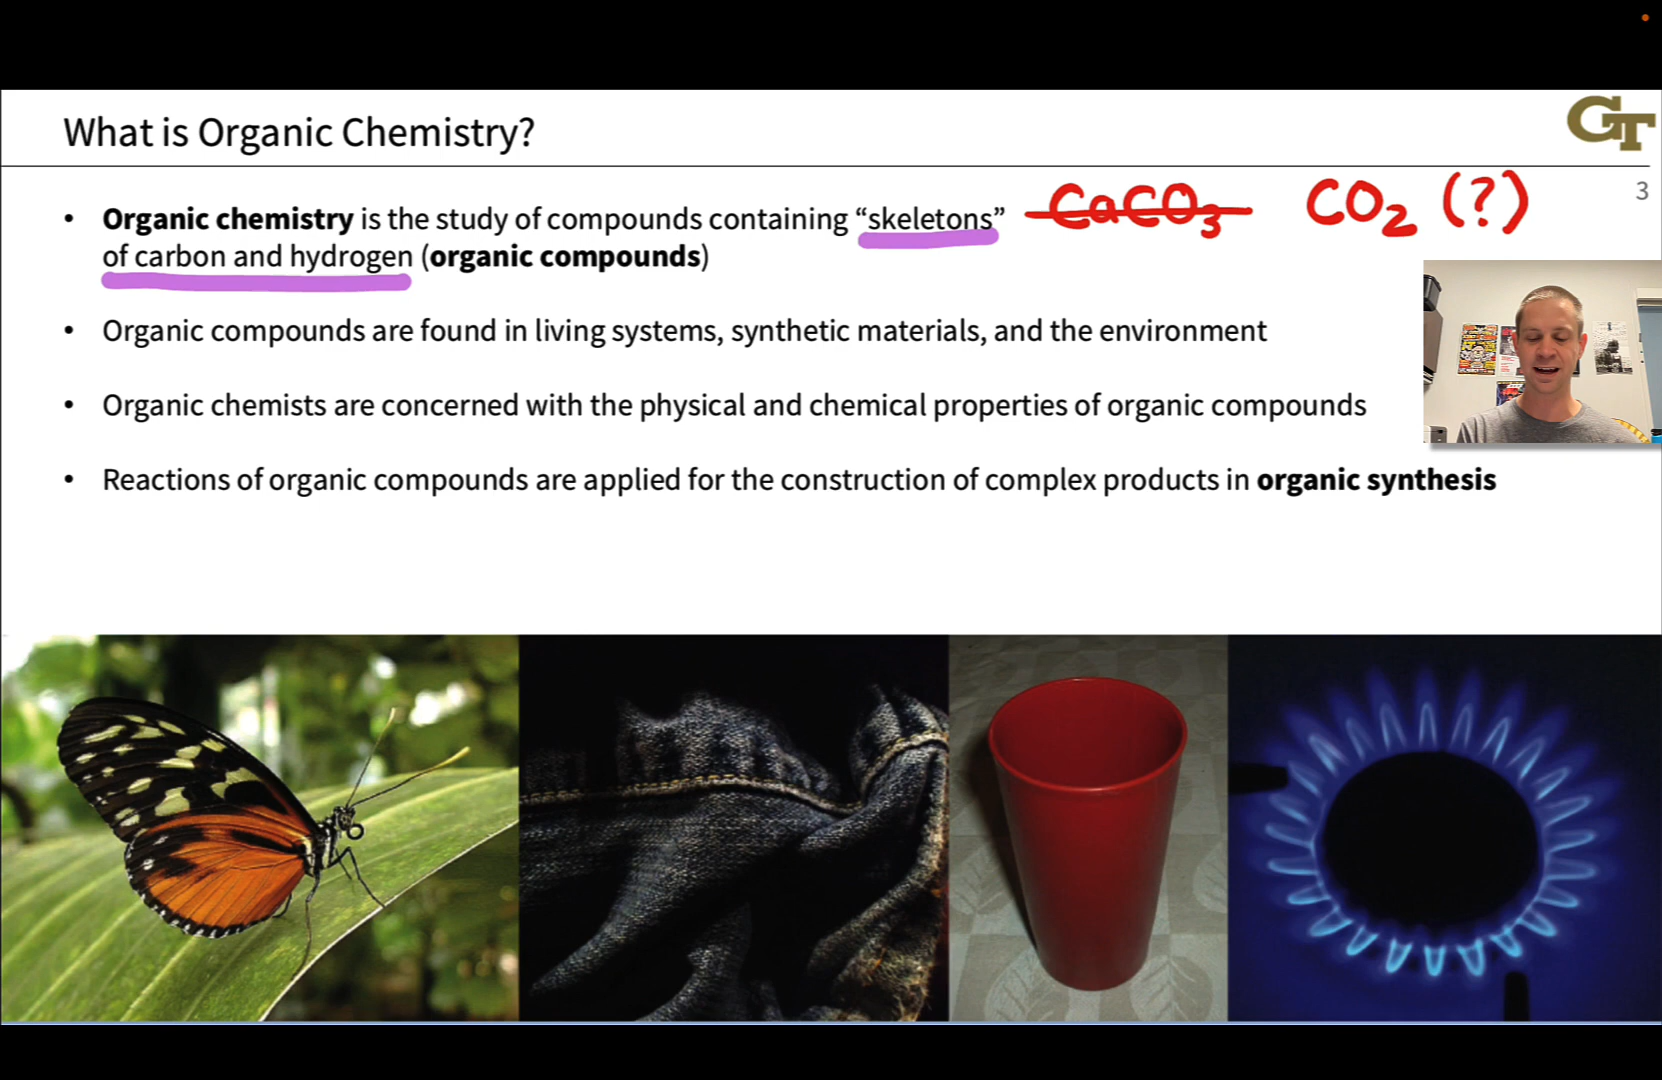 What is Organic Chemistry?
GT
3
• Organic chemistry is the study of compounds containing “skeletons”
of carbon and hydrogen (organic compounds)
CaCO₃ CO₂ (?)
• Organic compounds are found in living systems, synthetic materials, and the environment
• Organic chemists are concerned with the physical and chemical properties of organic compounds
• Reactions of organic compounds are applied for the construction of complex products in organic synthesis